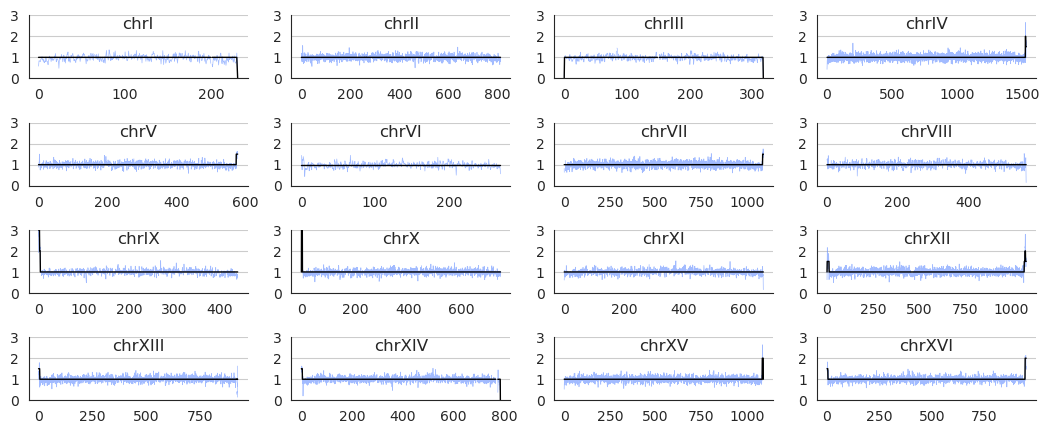 3 chrI 3 chrII 3 chrIII 3 chrIV
2 2 2 2
1 1 1 1
0 0 0 0
0 100 200 0 200 400 600 800 0 100 200 300 0 500 1000 1500
3 chrV 3 chrVI 3 chrVII 3 chrVIII
2 2 2 2
1 1 1 1
0 0 0 0
0 200 400 600 0 100 200 0 250 500 750 1000 0 200 400
3 chrIX 3 chrX 3 chrXI 3 chrXII
2 2 2 2
1 1 1 1
0 0 0 0
0 100 200 300 400 0 200 400 600 0 200 400 600 0 250 500 750 1000
3 chrXIII 3 chrXIV 3 chrXV 3 chrXVI
2 2 2 2
1 1 1 1
0 0 0 0
0 250 500 750 0 200 400 600 800 0 250 500 750 1000 0 250 500 750